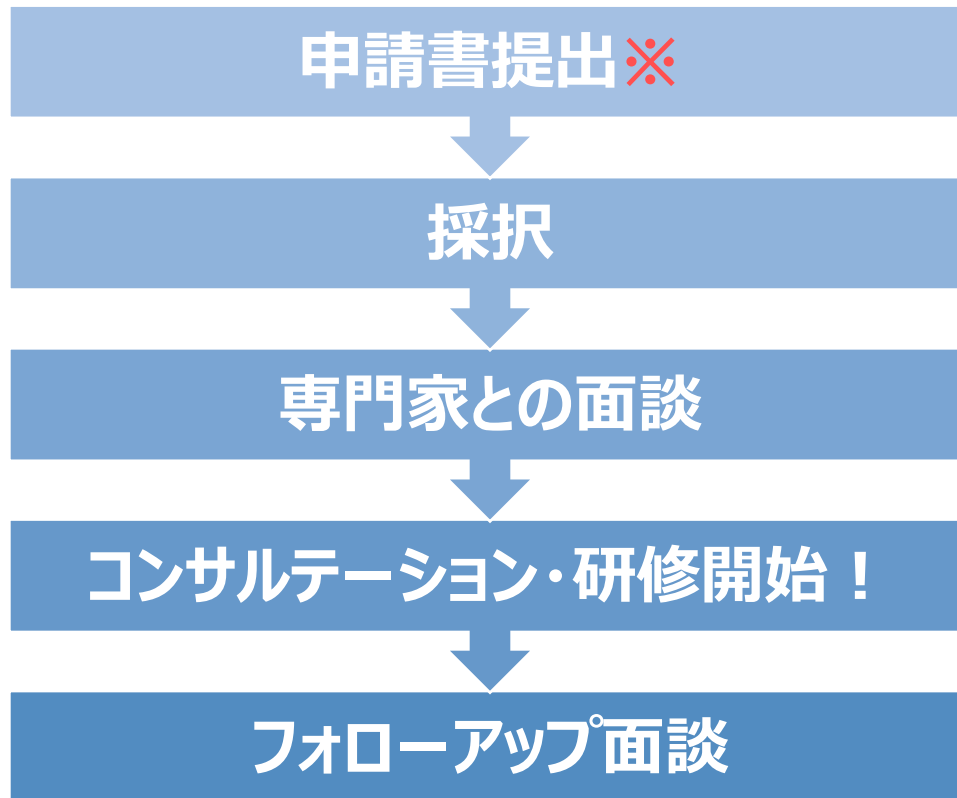 申請書提出※
採択
専門家との面談
コンサルテーション・研修開始！
フォローアップ面談